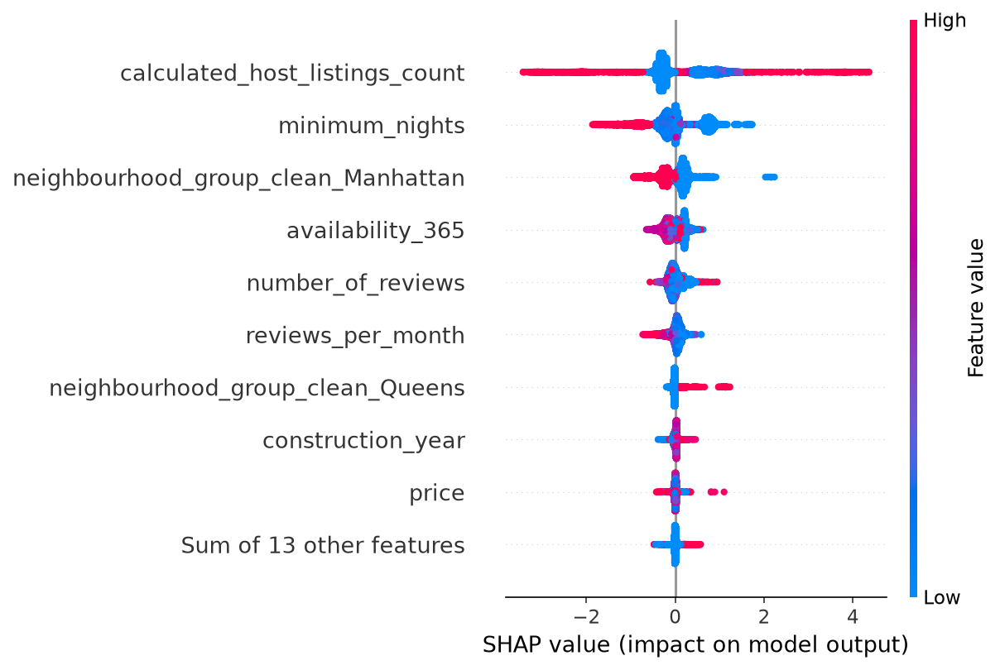 High
calculated_host_listings_count
minimum_nights
neighbourhood_group_clean_Manhattan
availability_365
number_of_reviews
reviews_per_month
neighbourhood_group_clean_Queens
construction_year
price
Sum of 13 other features
Feature value
Low
−2 0 2 4
SHAP value (impact on model output)